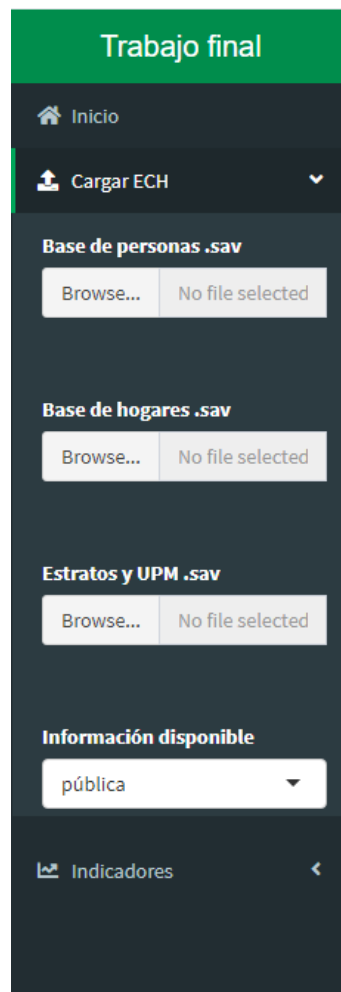 Trabajo final
Inicio
Cargar ECH
Base de personas .sav
Browse... No file selected
Base de hogares .sav
Browse... No file selected
Estratos y UPM .sav
Browse... No file selected
Información disponible
pública
Indicadores